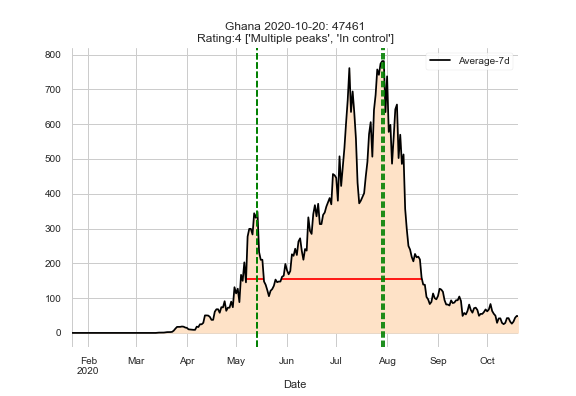 Ghana 2020-10-20: 47461
Rating:4 ['Multiple peaks', 'In control']
Average-7d
800
700
600
500
400
300
200
100
0
Feb Mar Apr May Jun Jul Aug Sep Oct
2020
Date